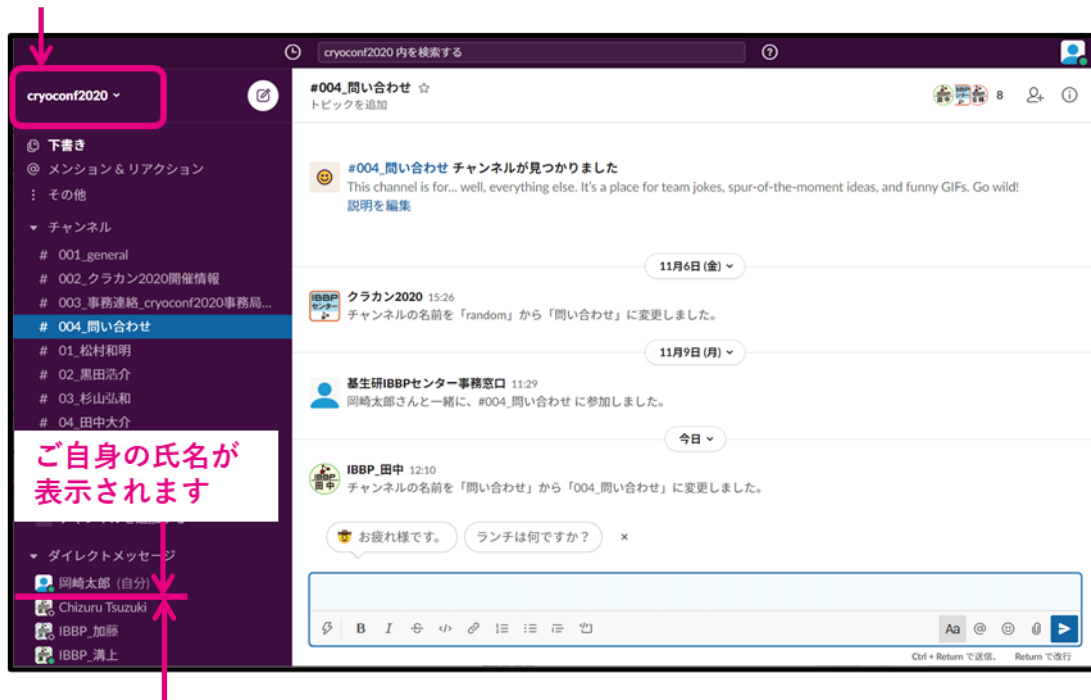 cryoconf2020 内を検索する
cryoconf2020
下書き
メンション & リアクション
その他
チャンネル
# 001_general
# 002_クラカン2020開催情報
# 003_事務連絡_cryoconf2020事務局...
# 004_問い合わせ
# 01_松村和明
# 02_黒田浩介
# 03_杉山弘和
# 04_田中大介
ご自身の氏名が
表示されます
ダイレクトメッセージ
岡崎太郎 (自分)
Chizuru Tsuzuki
IBBP_加藤
IBBP_溝上
#004_問い合わせ
トピックを追加
8
#004_問い合わせ チャンネルが見つかりました
This channel is for... well, everything else. It's a place for team jokes, spur-of-the-moment ideas, and funny GIFs. Go wild!
説明を編集
11月6日 (金)
IBBP
センター
クラカン2020 15:26
チャンネルの名前を「random」から「問い合わせ」に変更しました。
11月9日 (月)
基生研IBBPセンター事務窓口 11:29
岡崎太郎さんと一緒に、#004_問い合わせ に参加しました。
今日
IBBP
田中
IBBP_田中 12:10
チャンネルの名前を「問い合わせ」から「004_問い合わせ」に変更しました。
お疲れ様です。
ランチは何ですか？
B I S
Aa @
Ctrl + Return で送信、 Return で改行